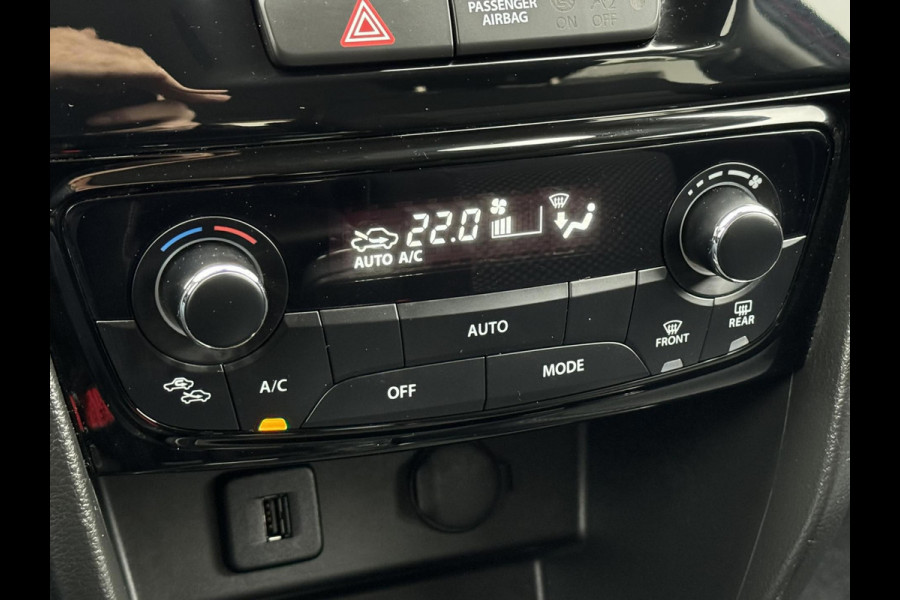 PASSENGER
AIRBAG
ON OFF
22.0
AUTO A/C
AUTO
FRONT
REAR
A/C
OFF
MODE